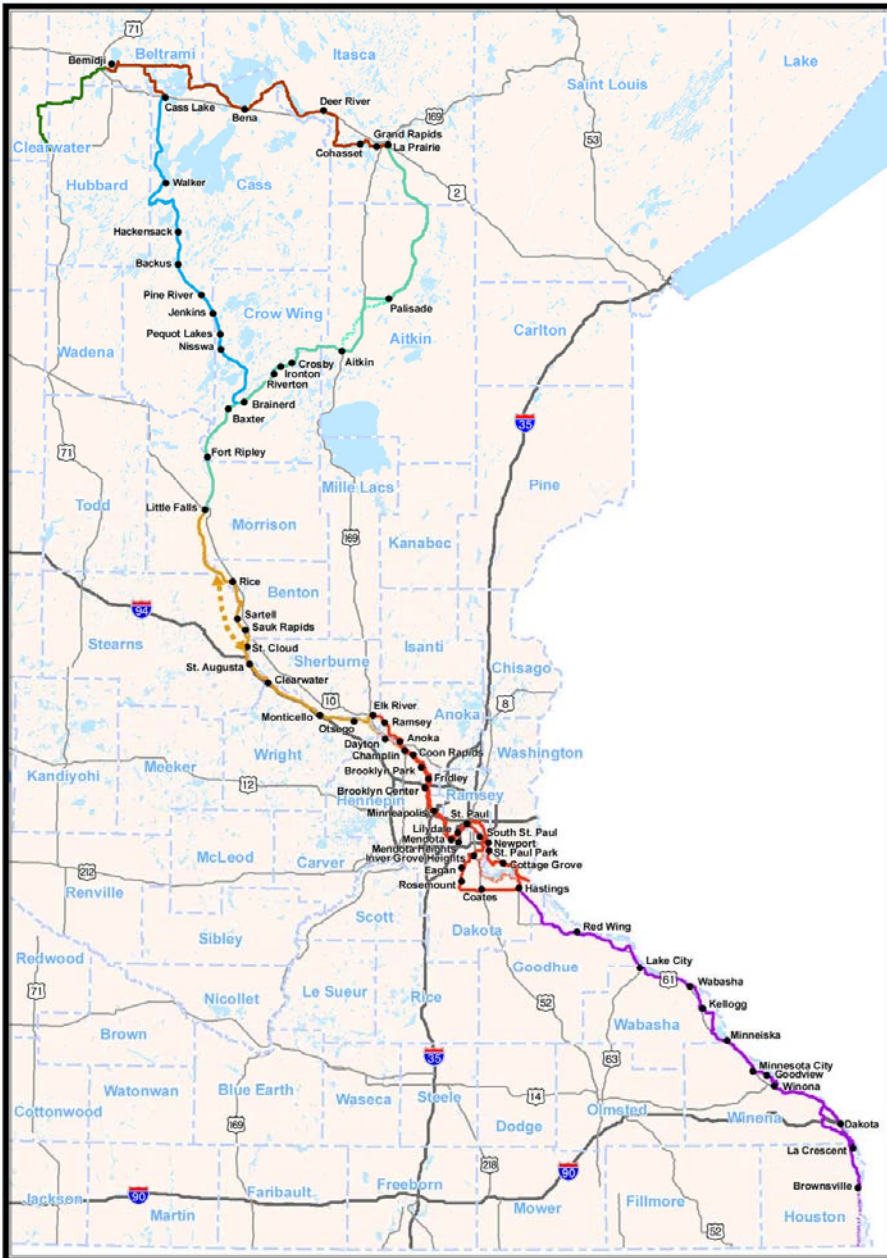 71
Bemidji
Beltrami
Itasca
Lake
Saint Louis
Cass Lake
Bena
Deer River
169
53
Grand Rapids
La Prairie
Cohasset
Clearwater
Hubbard
Walker
Cass
2
Hackensack
Backus
Pine River
Jenkins
Crow Wing
Palisade
Pequot Lakes
Nisswa
Aitkin
Carlton
Wadena
Aitkin
Crosby
Ironton
Riverton
Brainerd
Baxter
35
71
Fort Ripley
Mille Lacs
Pine
Todd
Little Falls
Morrison
169
Kanabec
Rice
Benton
94
Sartell
Sauk Rapids
Stearns
St. Cloud
Isanti
St. Augusta
Sherburne
Chisago
Clearwater
10
8
Elk River
Anoka
Monticello
Ramsey
Otsego
Anoka
Dayton
Coon Rapids
Washington
Champlin
Wright
Meeker
Kandiyohi
Brooklyn Park
Fridley
12
Brooklyn Center
Ramsey
Hennepin
Minneapolis
St. Paul
Lilydale
South St. Paul
Mendota
Newport
Mendota Heights
St. Paul Park
McLeod
Carver
Inver Grove Heights
Cottage Grove
212
Eagan
Renville
Rosemount
Hastings
Coates
Scott
Dakota
Red Wing
Sibley
Redwood
Goodhue
Lake City
61
71
Le Sueur
Wabasha
Nicollet
Rice
52
Kellogg
Brown
Wabasha
Minneiska
35
63
Minnesota City
Goodview
Winona
Watonwan
Blue Earth
Waseca
Steele
14
Cottonwood
Olmsted
Winona
169
Dodge
Dakota
La Crescent
218
90
Brownsville
90
Jackson
Faribault
Freeborn
Martin
Mower
Fillmore
Houston
52